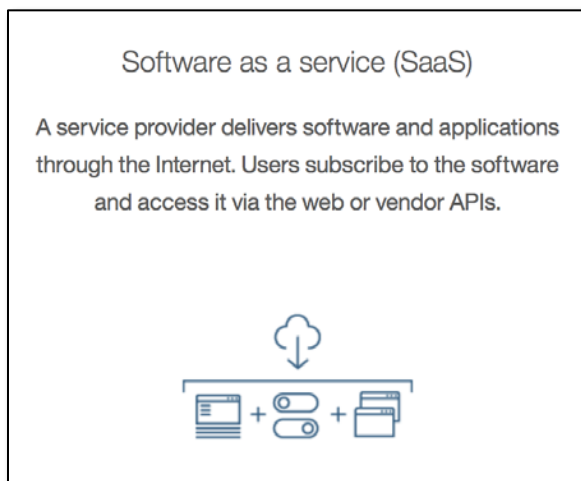 Software as a service (SaaS)
A service provider delivers software and applications
through the Internet. Users subscribe to the software
and access it via the web or vendor APIs.